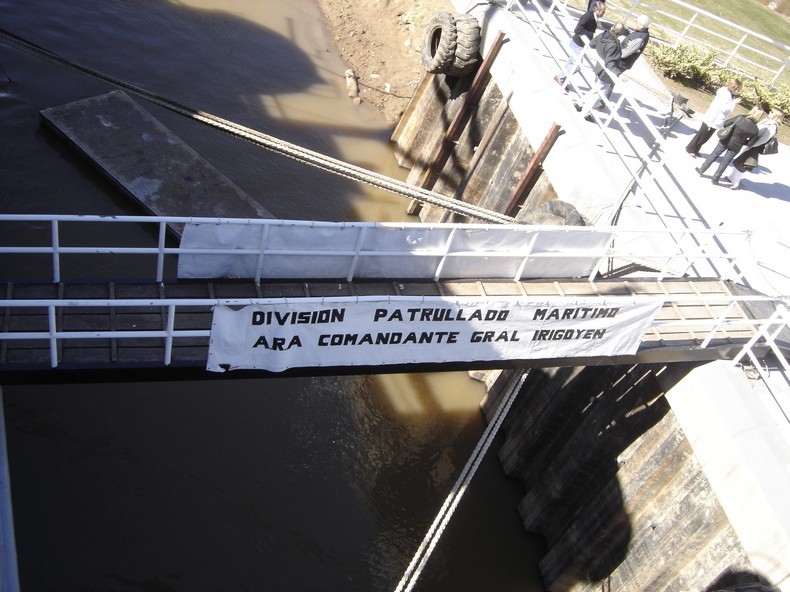 DIVISION PATRULLADO MARITIMO
ARA COMANDANTE GRAL IRIGOYEN